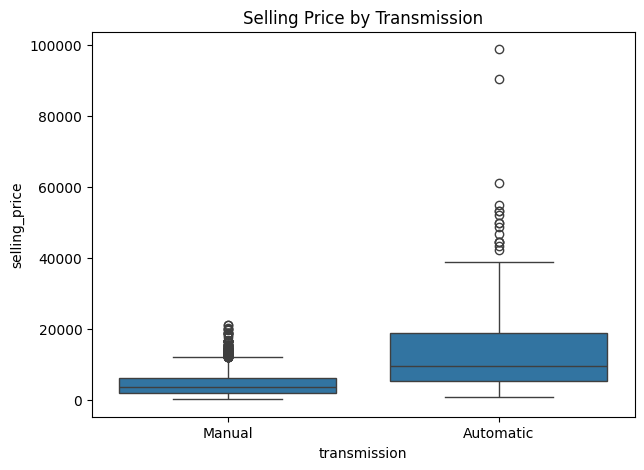 Selling Price by Transmission
100000
80000
60000
40000
20000
0
selling_price
Manual
Automatic
transmission